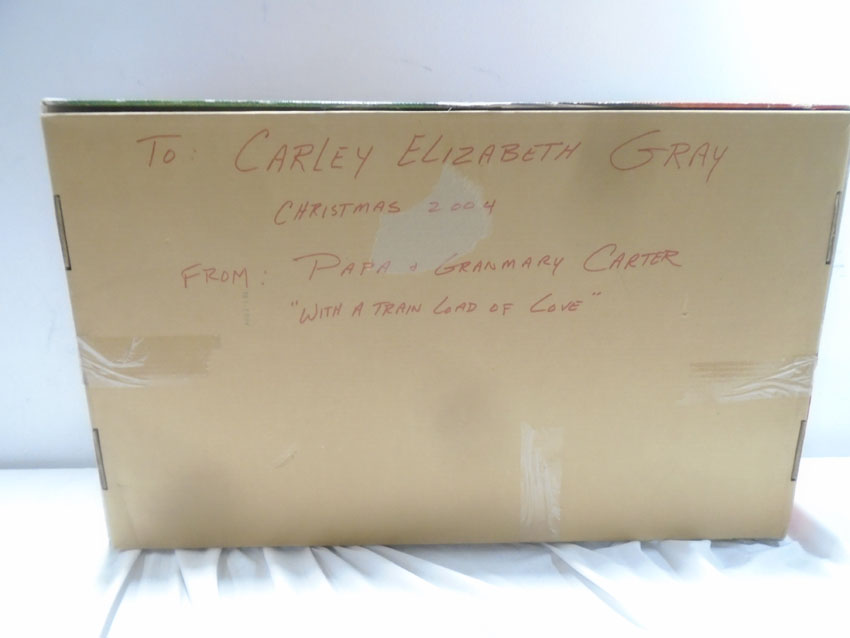 To: CARLEY ELIZABETH GRAY
CHRISTMAS 2004
FROM: PAPA & GRANMARY CARTER
"WITH A TRAIN LOAD OF LOVE"